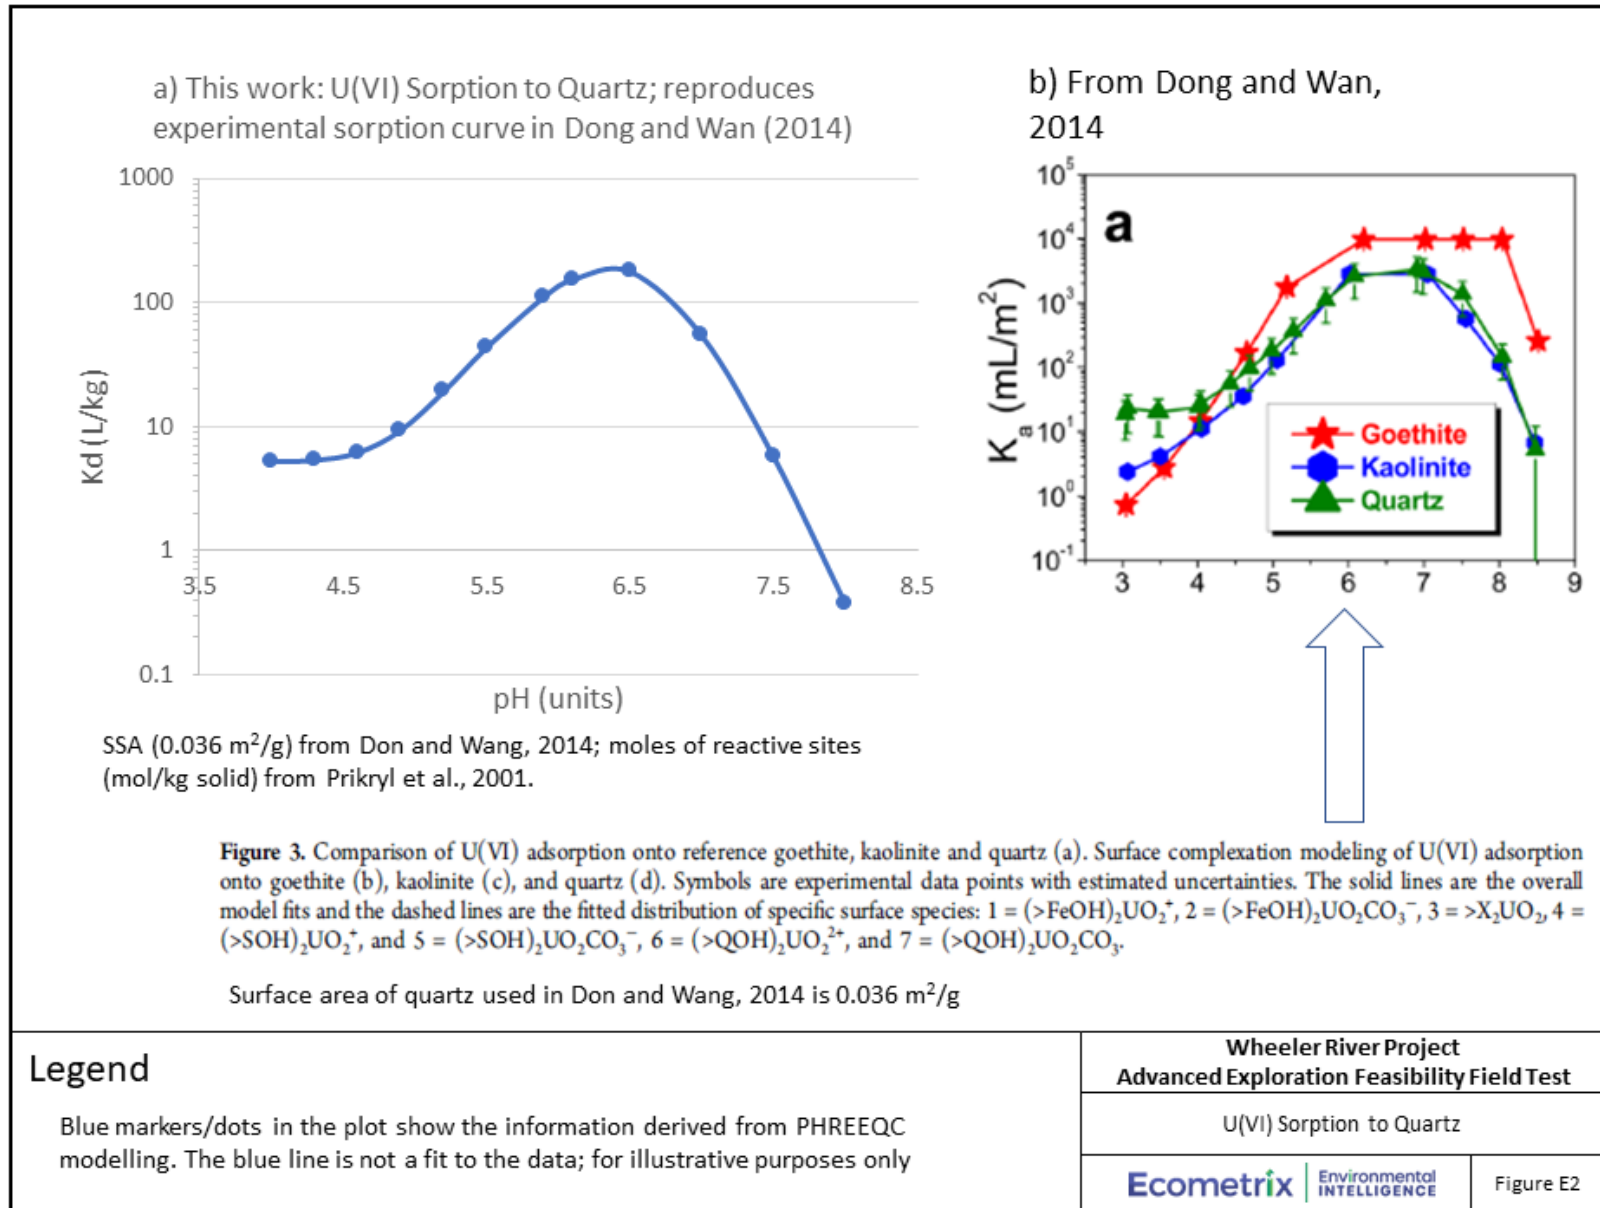 a) This work: U(VI) Sorption to Quartz; reproduces
experimental sorption curve in Dong and Wan (2014)
1000
100
10
1
0.1
Kd (L/kg)
3.5 4.5 5.5 6.5 7.5 8.5
pH (units)
SSA (0.036 m²/g) from Don and Wang, 2014; moles of reactive sites
(mol/kg solid) from Prikryl et al., 2001.
b) From Dong and Wan,
2014
a
10⁵
10⁴
10³
10²
10¹
10⁰
10⁻¹
Kₐ (mL/m²)
Goethite
Kaolinite
Quartz
3 4 5 6 7 8 9
Figure 3. Comparison of U(VI) adsorption onto reference goethite, kaolinite and quartz (a). Surface complexation modeling of U(VI) adsorption
onto goethite (b), kaolinite (c), and quartz (d). Symbols are experimental data points with estimated uncertainties. The solid lines are the overall
model fits and the dashed lines are the fitted distribution of specific surface species: 1 = (>FeOH)₂UO₂⁺, 2 = (>FeOH)₂UO₂CO₃⁻, 3 = >X₂UO₂, 4 =
(>SOH)₂UO₂⁺, and 5 = (>SOH)₂UO₂CO₃⁻, 6 = (>QOH)₂UO₂²⁺, and 7 = (>QOH)₂UO₂CO₃.
Surface area of quartz used in Don and Wang, 2014 is 0.036 m²/g
Legend
Blue markers/dots in the plot show the information derived from PHREEQC
modelling. The blue line is not a fit to the data; for illustrative purposes only
Wheeler River Project
Advanced Exploration Feasibility Field Test
U(VI) Sorption to Quartz
Ecometrix
Environmental
INTELLIGENCE
Figure E2